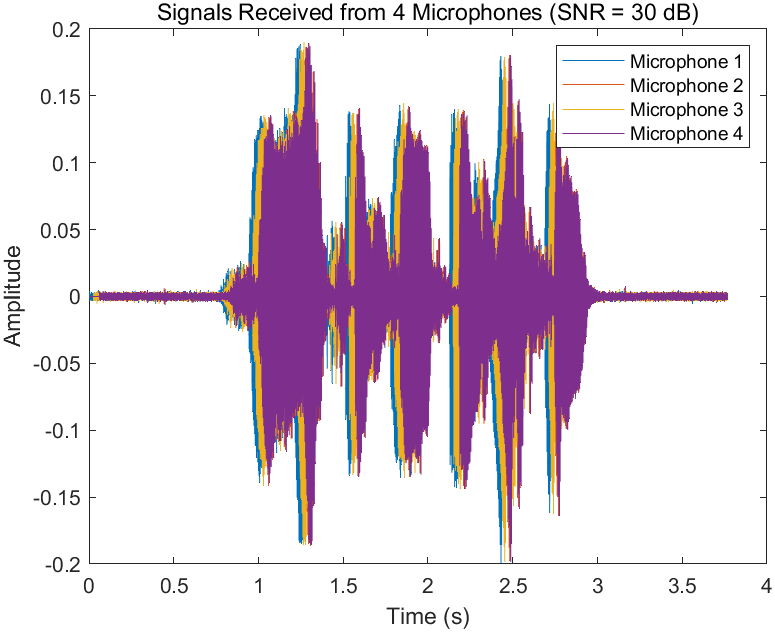 Signals Received from 4 Microphones (SNR = 30 dB)
0.2
0.15
0.1
0.05
0
-0.05
-0.1
-0.15
-0.2
Amplitude
Microphone 1
Microphone 2
Microphone 3
Microphone 4
0 0.5 1 1.5 2 2.5 3 3.5 4
Time (s)